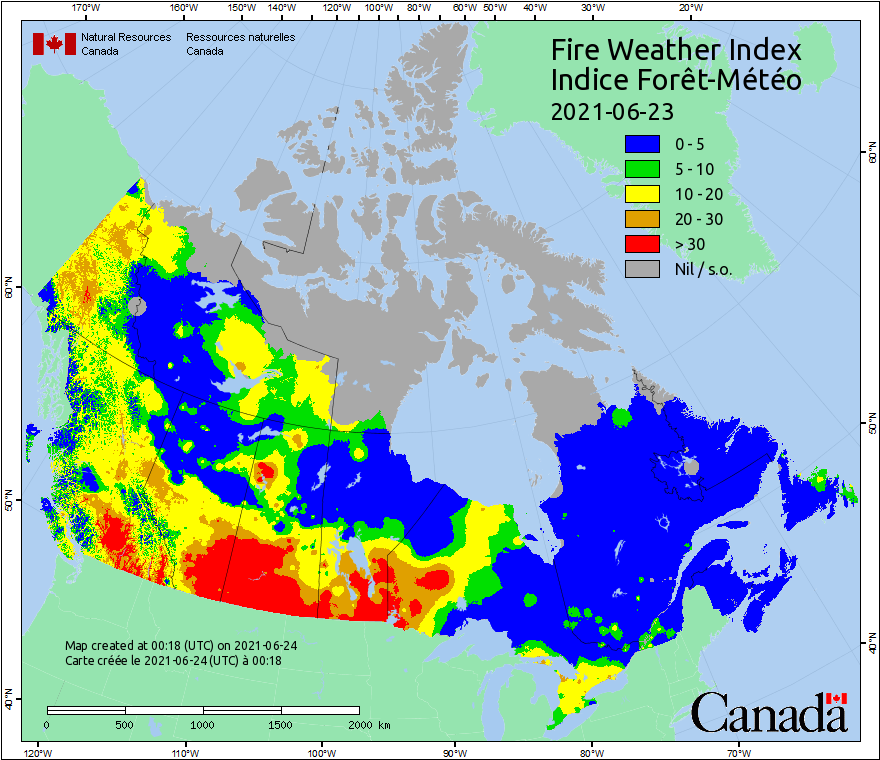 170°W 160°W 150°W 140°W 130°W 120°W 110°W 100°W 90°W 80°W 70°W 60°W 50°W 40°W 30°W 20°W
Natural Resources Canada
Ressources naturelles Canada
Fire Weather Index
Indice Forêt-Météo
2021-06-23
0 - 5
5 - 10
10 - 20
20 - 30
> 30
Nil / s.o.
60°N
50°N
40°N
60°N
50°N
40°N
Map created at 00:18 (UTC) on 2021-06-24
Carte créée le 2021-06-24 (UTC) à 00:18
0 500 1000 1500 2000 km
Canada
120°W 110°W 100°W 90°W 80°W 70°W